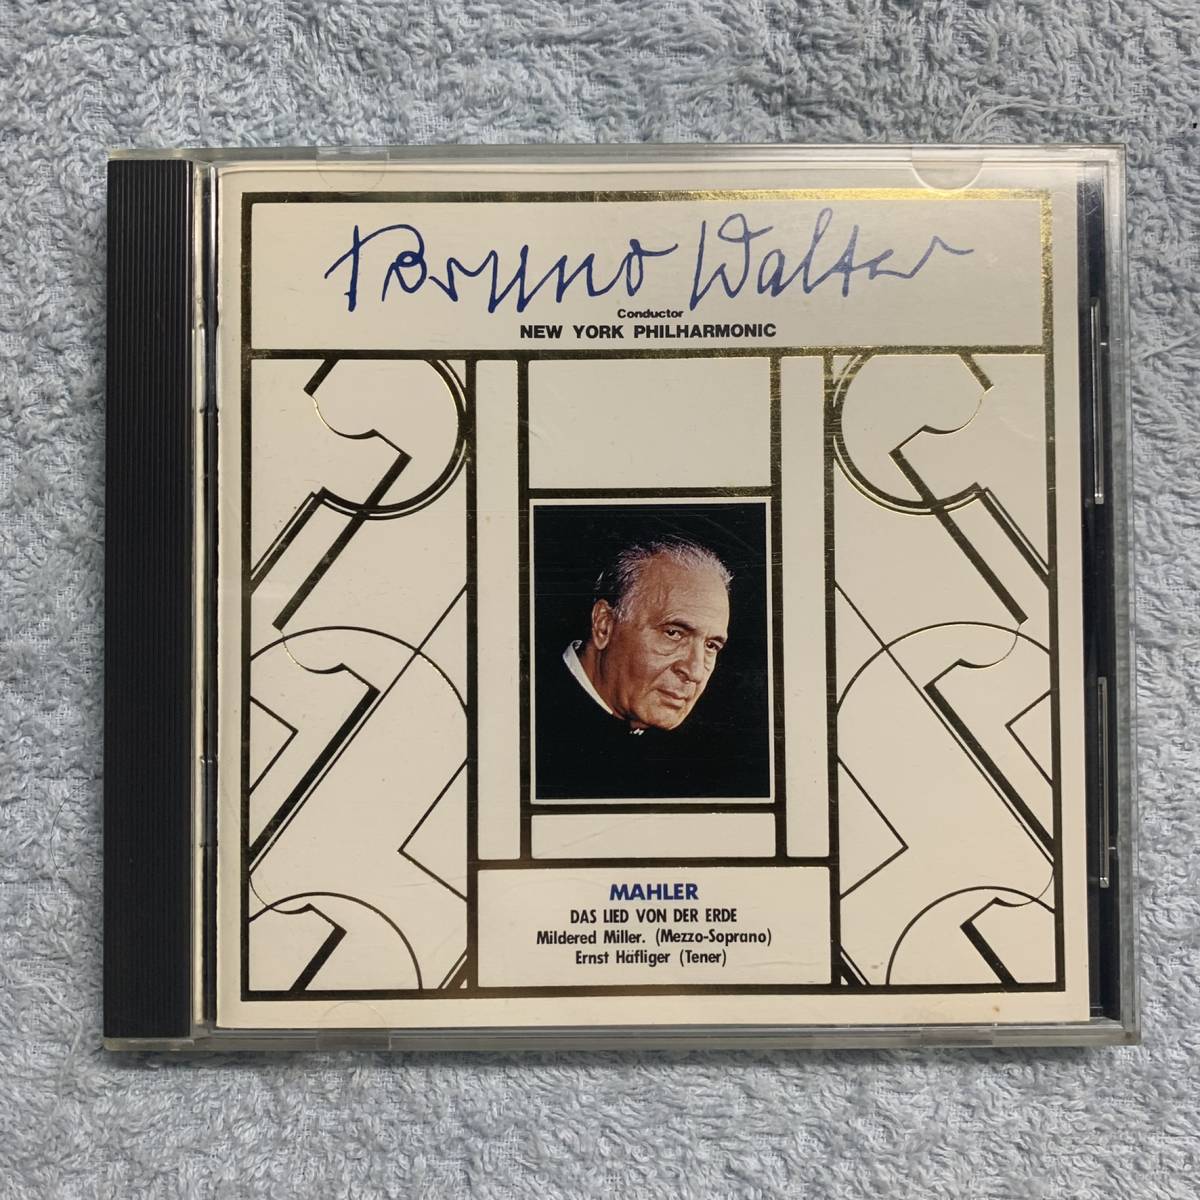 Bruno Walter
Conductor
NEW YORK PHILHARMONIC
MAHLER
DAS LIED VON DER ERDE
Mildered Miller. (Mezzo-Soprano)
Ernst Häfliger (Tener)